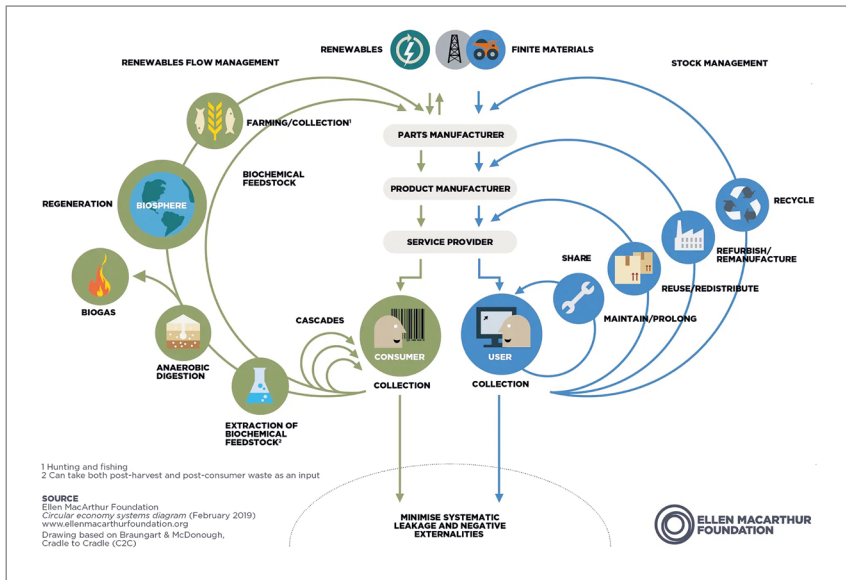 RENEWABLES
FINITE MATERIALS
RENEWABLES FLOW MANAGEMENT
STOCK MANAGEMENT
FARMING/COLLECTION¹
PARTS MANUFACTURER
BIOCHEMICAL
FEEDSTOCK
PRODUCT MANUFACTURER
REGENERATION
BIOSPHERE
RECYCLE
SERVICE PROVIDER
REFURBISH/
REMANUFACTURE
SHARE
REUSE/REDISTRIBUTE
BIOGAS
CASCADES
MAINTAIN/PROLONG
CONSUMER
USER
ANAEROBIC
DIGESTION
COLLECTION
COLLECTION
EXTRACTION OF
BIOCHEMICAL
FEEDSTOCK²
1 Hunting and fishing
2 Can take both post-harvest and post-consumer waste as an input
SOURCE
Ellen MacArthur Foundation
Circular economy systems diagram (February 2019)
www.ellenmacarthurfoundation.org
Drawing based on Braungart & McDonough,
Cradle to Cradle (C2C)
MINIMISE SYSTEMATIC
LEAKAGE AND NEGATIVE
EXTERNALITIES
ELLEN MACARTHUR
FOUNDATION